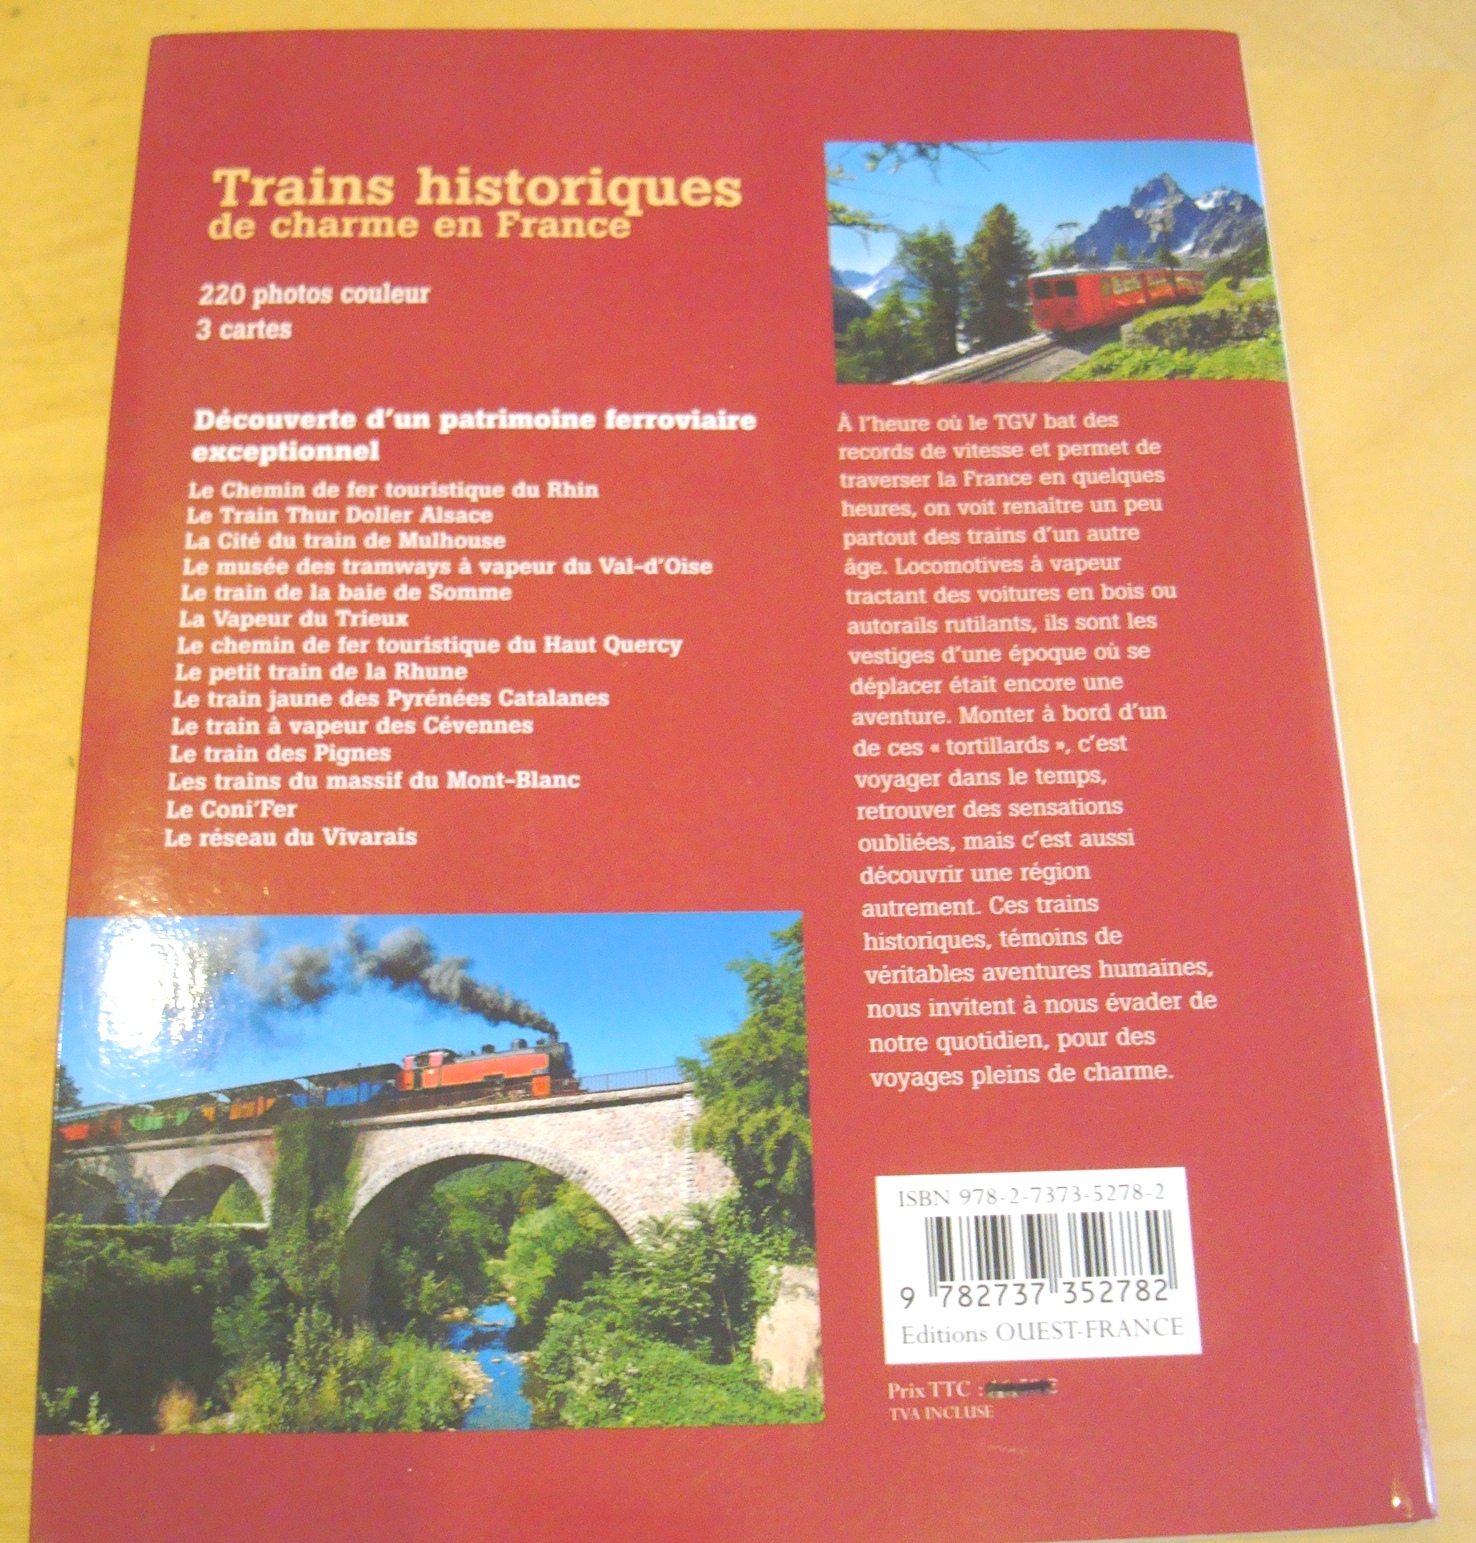 Trains historiques
de charme en France
220 photos couleur
3 cartes
Découverte d'un patrimoine ferroviaire
exceptionnel
Le Chemin de fer touristique du Rhin
Le Train Thur Doller Alsace
La Cité du train de Mulhouse
Le musée des tramways à vapeur du Val-d'Oise
Le train de la baie de Somme
La Vapeur du Trieux
Le chemin de fer touristique du Haut Quercy
Le petit train de la Rhune
Le train jaune des Pyrénées Catalanes
Le train à vapeur des Cévennes
Le train des Pignes
Les trains du massif du Mont-Blanc
Le Coni'Fer
Le réseau du Vivarais
À l'heure où le TGV bat des
records de vitesse et permet de
traverser la France en quelques
heures, on voit renaître un peu
partout des trains d'un autre
âge. Locomotives à vapeur
tractant des voitures en bois ou
autorails rutilants, ils sont les
vestiges d'une époque où se
déplacer était encore une
aventure. Monter à bord d'un
de ces « tortillards », c'est
voyager dans le temps,
retrouver des sensations
oubliées, mais c'est aussi
découvrir une région
autrement. Ces trains
historiques, témoins de
véritables aventures humaines,
nous invitent à nous évader de
notre quotidien, pour des
voyages pleins de charme.
ISBN 978-2-7373-5278-2
9 782737 352782
Editions OUEST-FRANCE
Prix TTC :
TVA INCLUSE